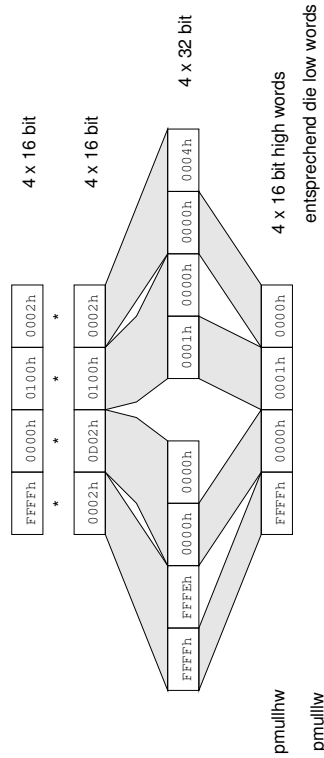 FFFFh 0000h 0100h 0002h 4 x 16 bit
* * * *
0002h 0D02h 0100h 0002h 4 x 16 bit
FFFFh FFFEh 0000h 0000h 0001h 0000h 0000h 0004h 4 x 32 bit
pmullhw FFFFh 0000h 0001h 0000h 4 x 16 bit high words
pmulllw entsprechend die low words